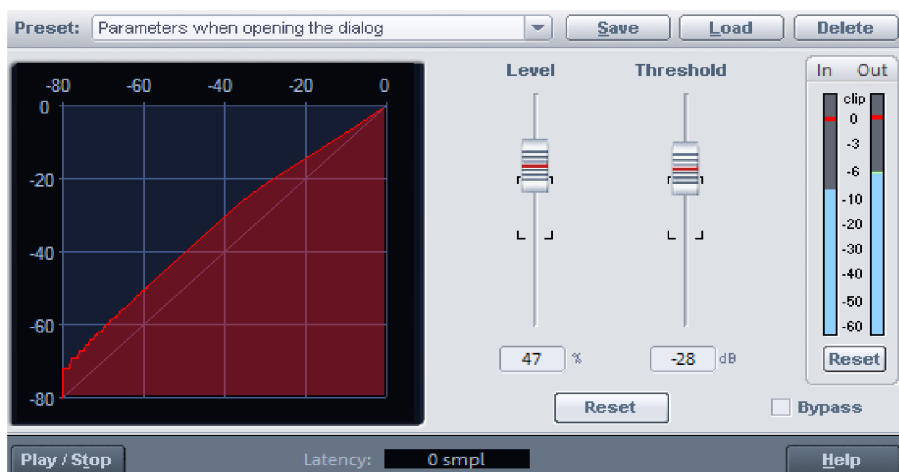 Preset: Parameters when opening the dialog Save Load Delete
Level Threshold In Out
-80 -60 -40 -20 0
0
-20
-40
-60
-80
clip
0
-3
-6
-10
-20
-30
-40
-50
-60
47 % -28 dB Reset
Reset Bypass
Play / Stop Latency: 0 smpl Help